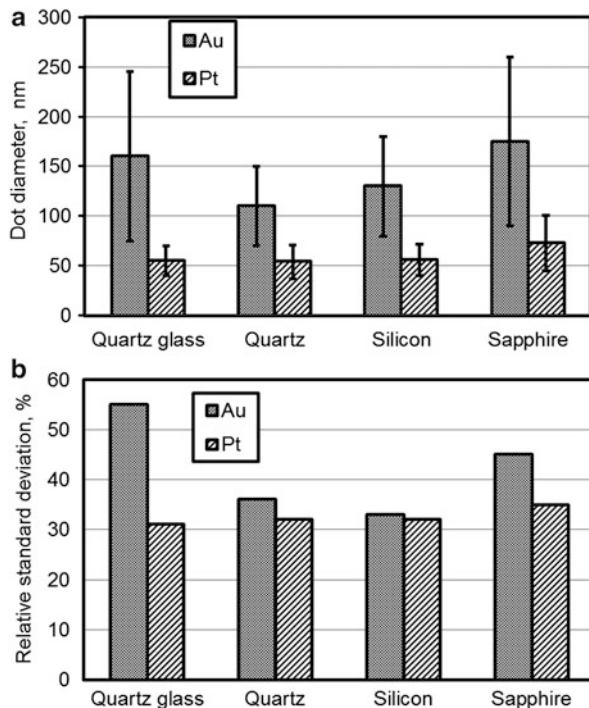 a
Dot diameter, nm
300
250
200
150
100
50
0
Au
Pt
Quartz glass Quartz Silicon Sapphire
b
Relative standard deviation, %
60
50
40
30
20
10
0
Au
Pt
Quartz glass Quartz Silicon Sapphire